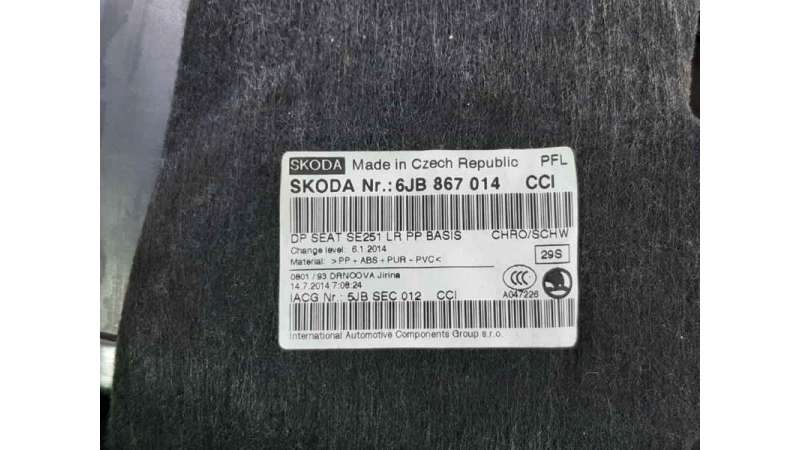 SKODA Made in Czech Republic PFL
SKODA Nr.: 6JB 867 014 CCI
DP SEAT SE251 LR PP BASIS CHRO/SCHW
Change level: 6.1.2014
Material: >PP + ABS + PUR - PVC<
29S
0801 / 93 DRNOOVA Jirina
14.7.2014 7:08:24
CCC
A047226
IACG Nr.: 5JB SEC 012 CCI
International Automotive Components Group s.r.o.